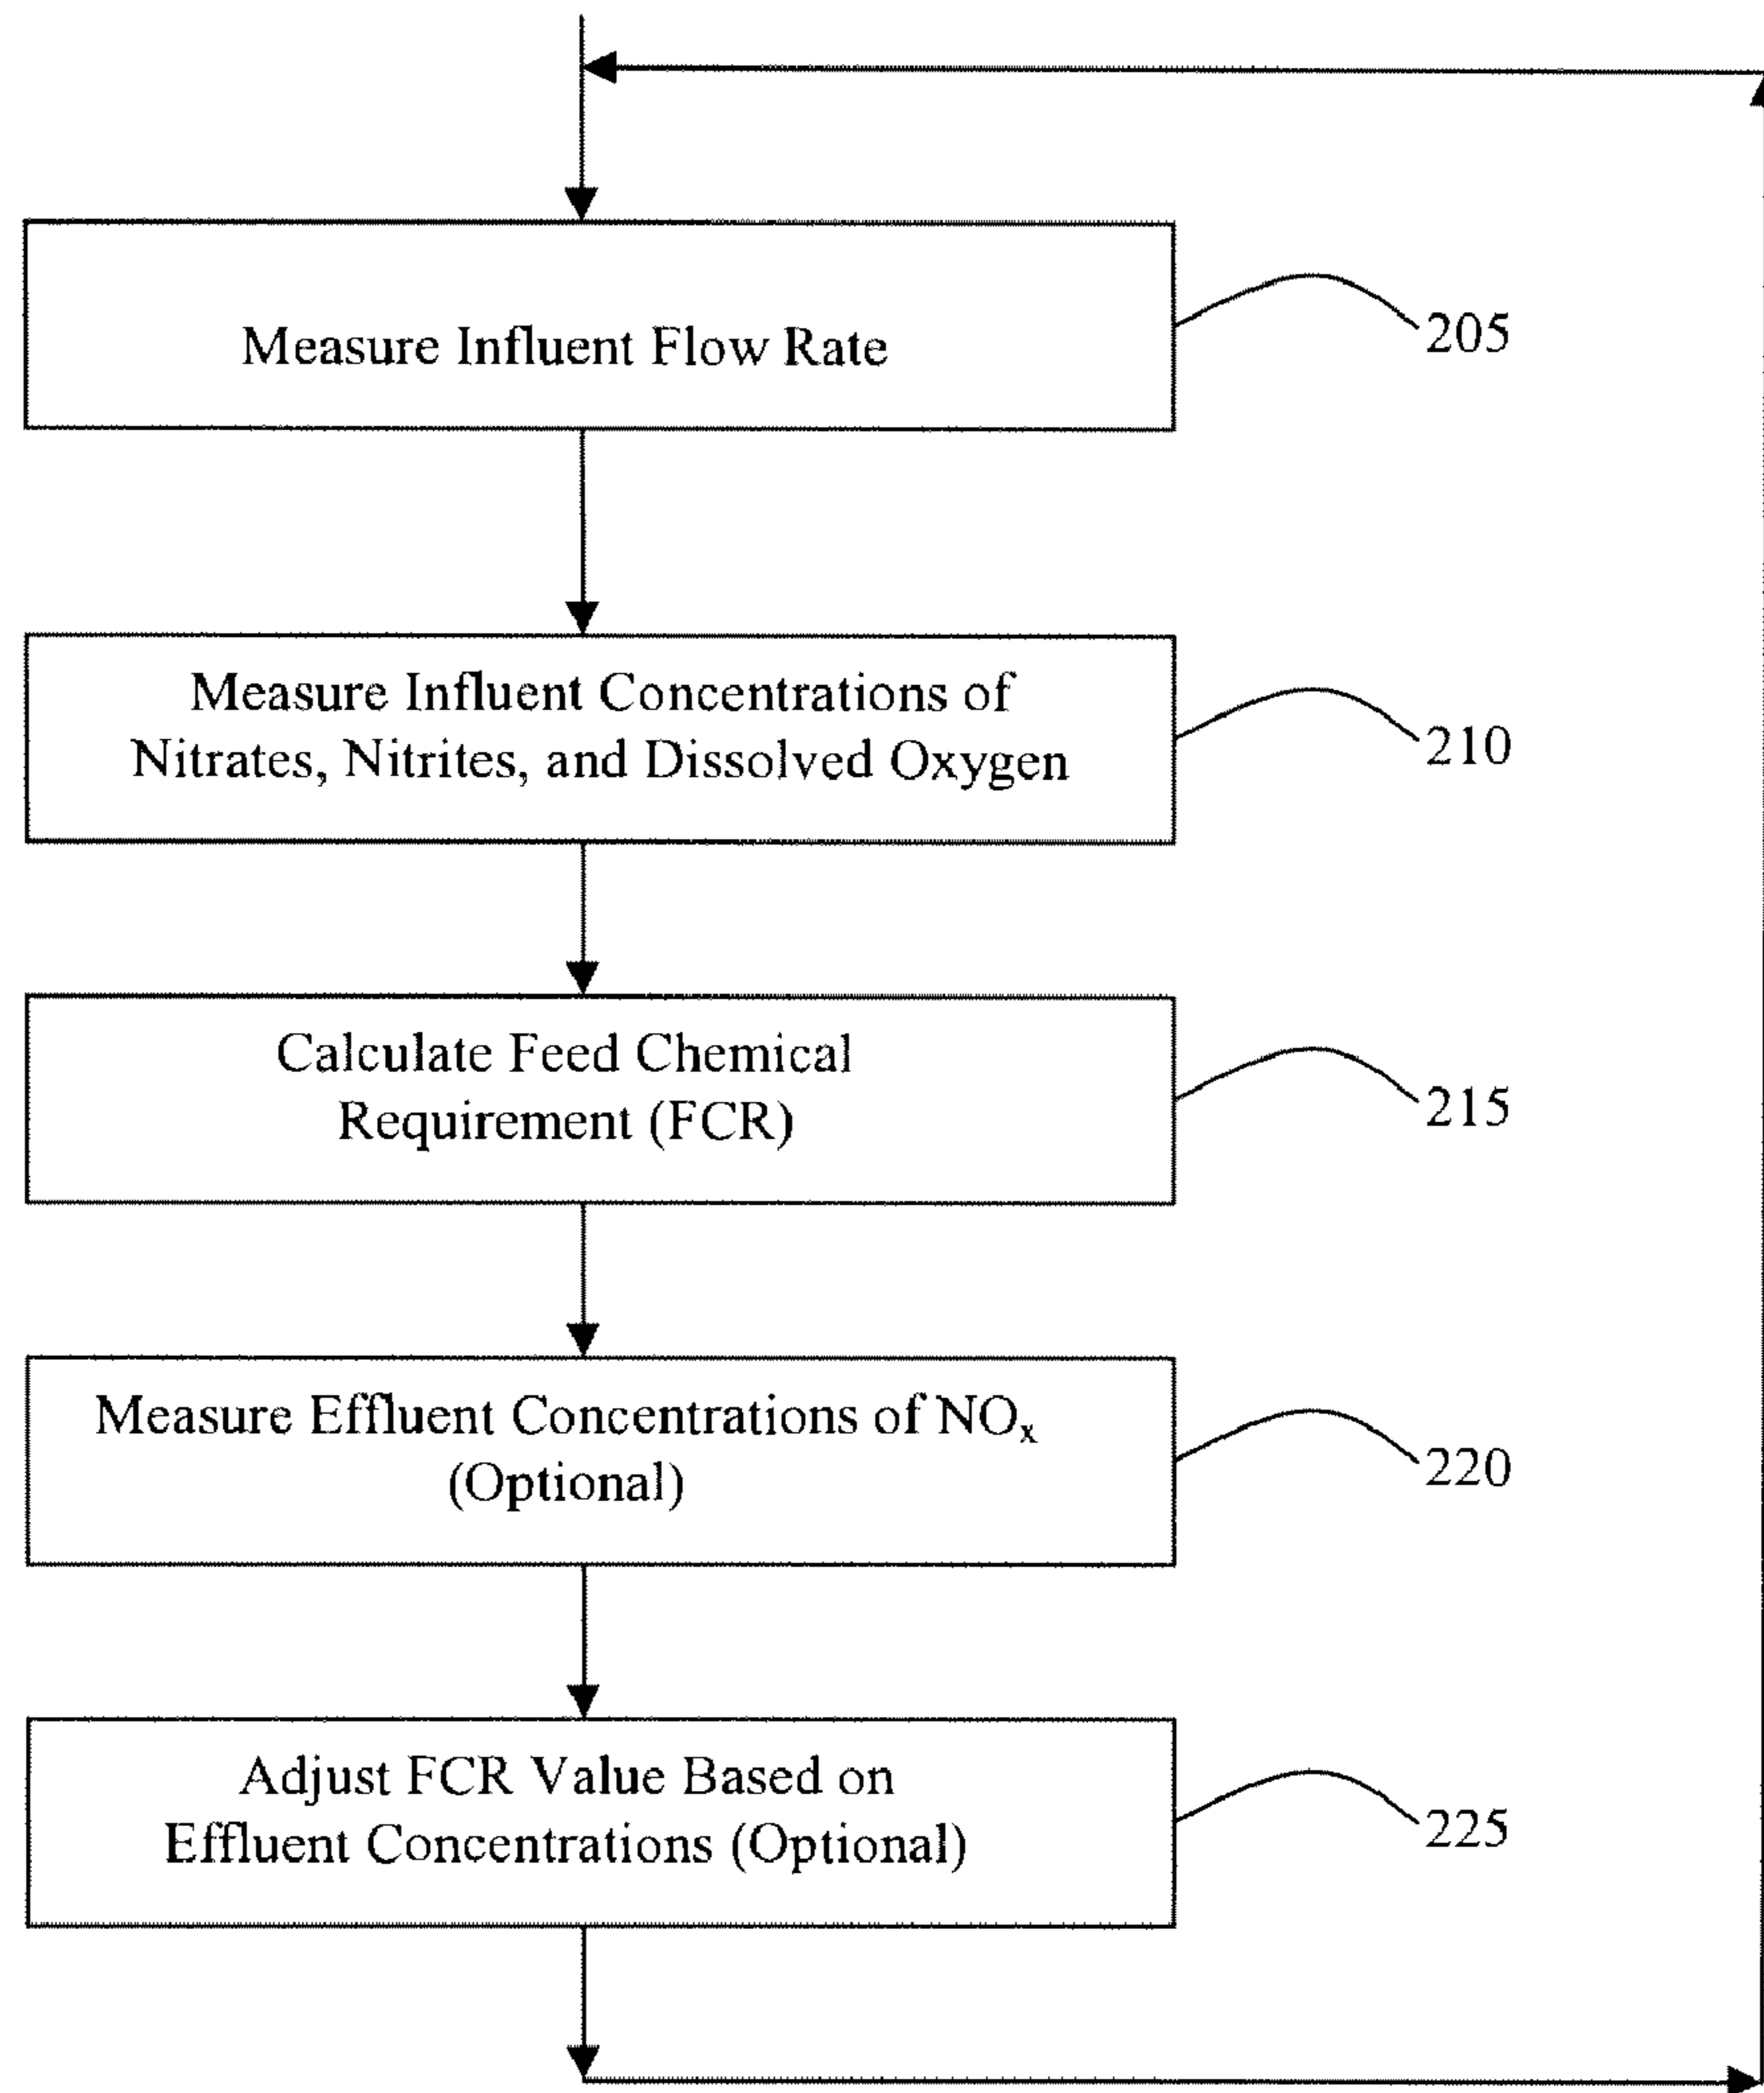 Measure Influent Flow Rate
205
Measure Influent Concentrations of
Nitrates, Nitrites, and Dissolved Oxygen
210
Calculate Feed Chemical
Requirement (FCR)
215
Measure Effluent Concentrations of NOₓ
(Optional)
220
Adjust FCR Value Based on
Effluent Concentrations (Optional)
225